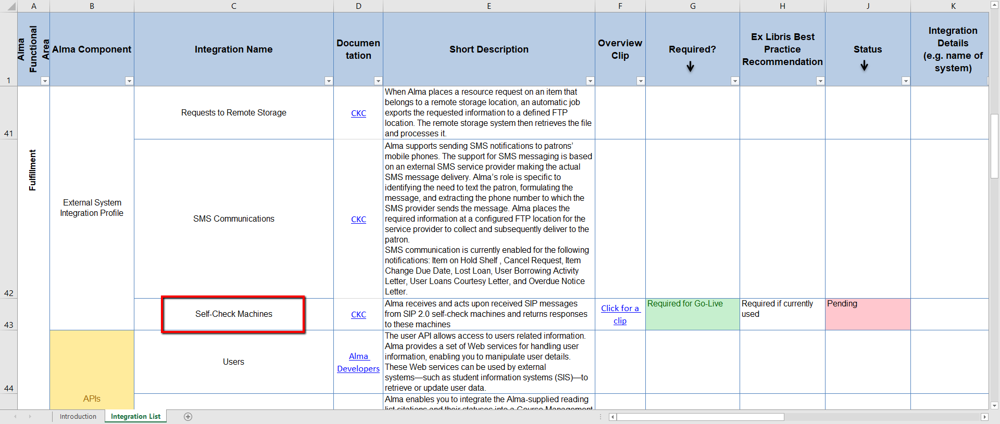 A B C D E F G H J K
1
Alma
Functional
Area
Alma Component
Integration Name
Documen
tation
Short Description
Overview
Clip
Required?
Ex Libris Best
Practice
Recommendation
Status
Integration
Details
(e.g. name of
system)
41
Fulfillment
External System
Integration Profile
Requests to Remote Storage
CKC
When Alma places a resource request on an item that
belongs to a remote storage location, an automatic job
exports the requested information to a defined FTP
location. The remote storage system then retrieves the file
and processes it.
42
SMS Communications
CKC
Alma supports sending SMS notifications to patrons’
mobile phones. The support for SMS messaging is based
on an external SMS service provider making the actual
SMS message delivery. Alma’s role is specific to
identifying the need to text the patron, formulating the
message, and extracting the phone number to which the
SMS provider sends the message. Alma places the
required information at a configured FTP location for the
service provider to collect and subsequently deliver to the
patron.
SMS communication is currently enabled for the following
notifications: Item on Hold Shelf , Cancel Request, Item
Change Due Date, Lost Loan, User Borrowing Activity
Letter, User Loans Courtesy Letter, and Overdue Notice
Letter.
43
Self-Check Machines
CKC
Alma receives and acts upon received SIP messages
from SIP 2.0 self-check machines and returns responses
to these machines
Click for a
clip
Required for Go-Live
Required if currently
used
Pending
44
APIs
Users
Alma
Developers
The user API allows access to users related information.
Alma provides a set of Web services for handling user
information, enabling you to manipulate user details.
These Web services can be used by external
systems—such as student information systems (SIS)—to
retrieve or update user data.
Alma enables you to integrate the Alma-supplied reading
list citations and their statuses into a Course Management
Introduction
Integration List